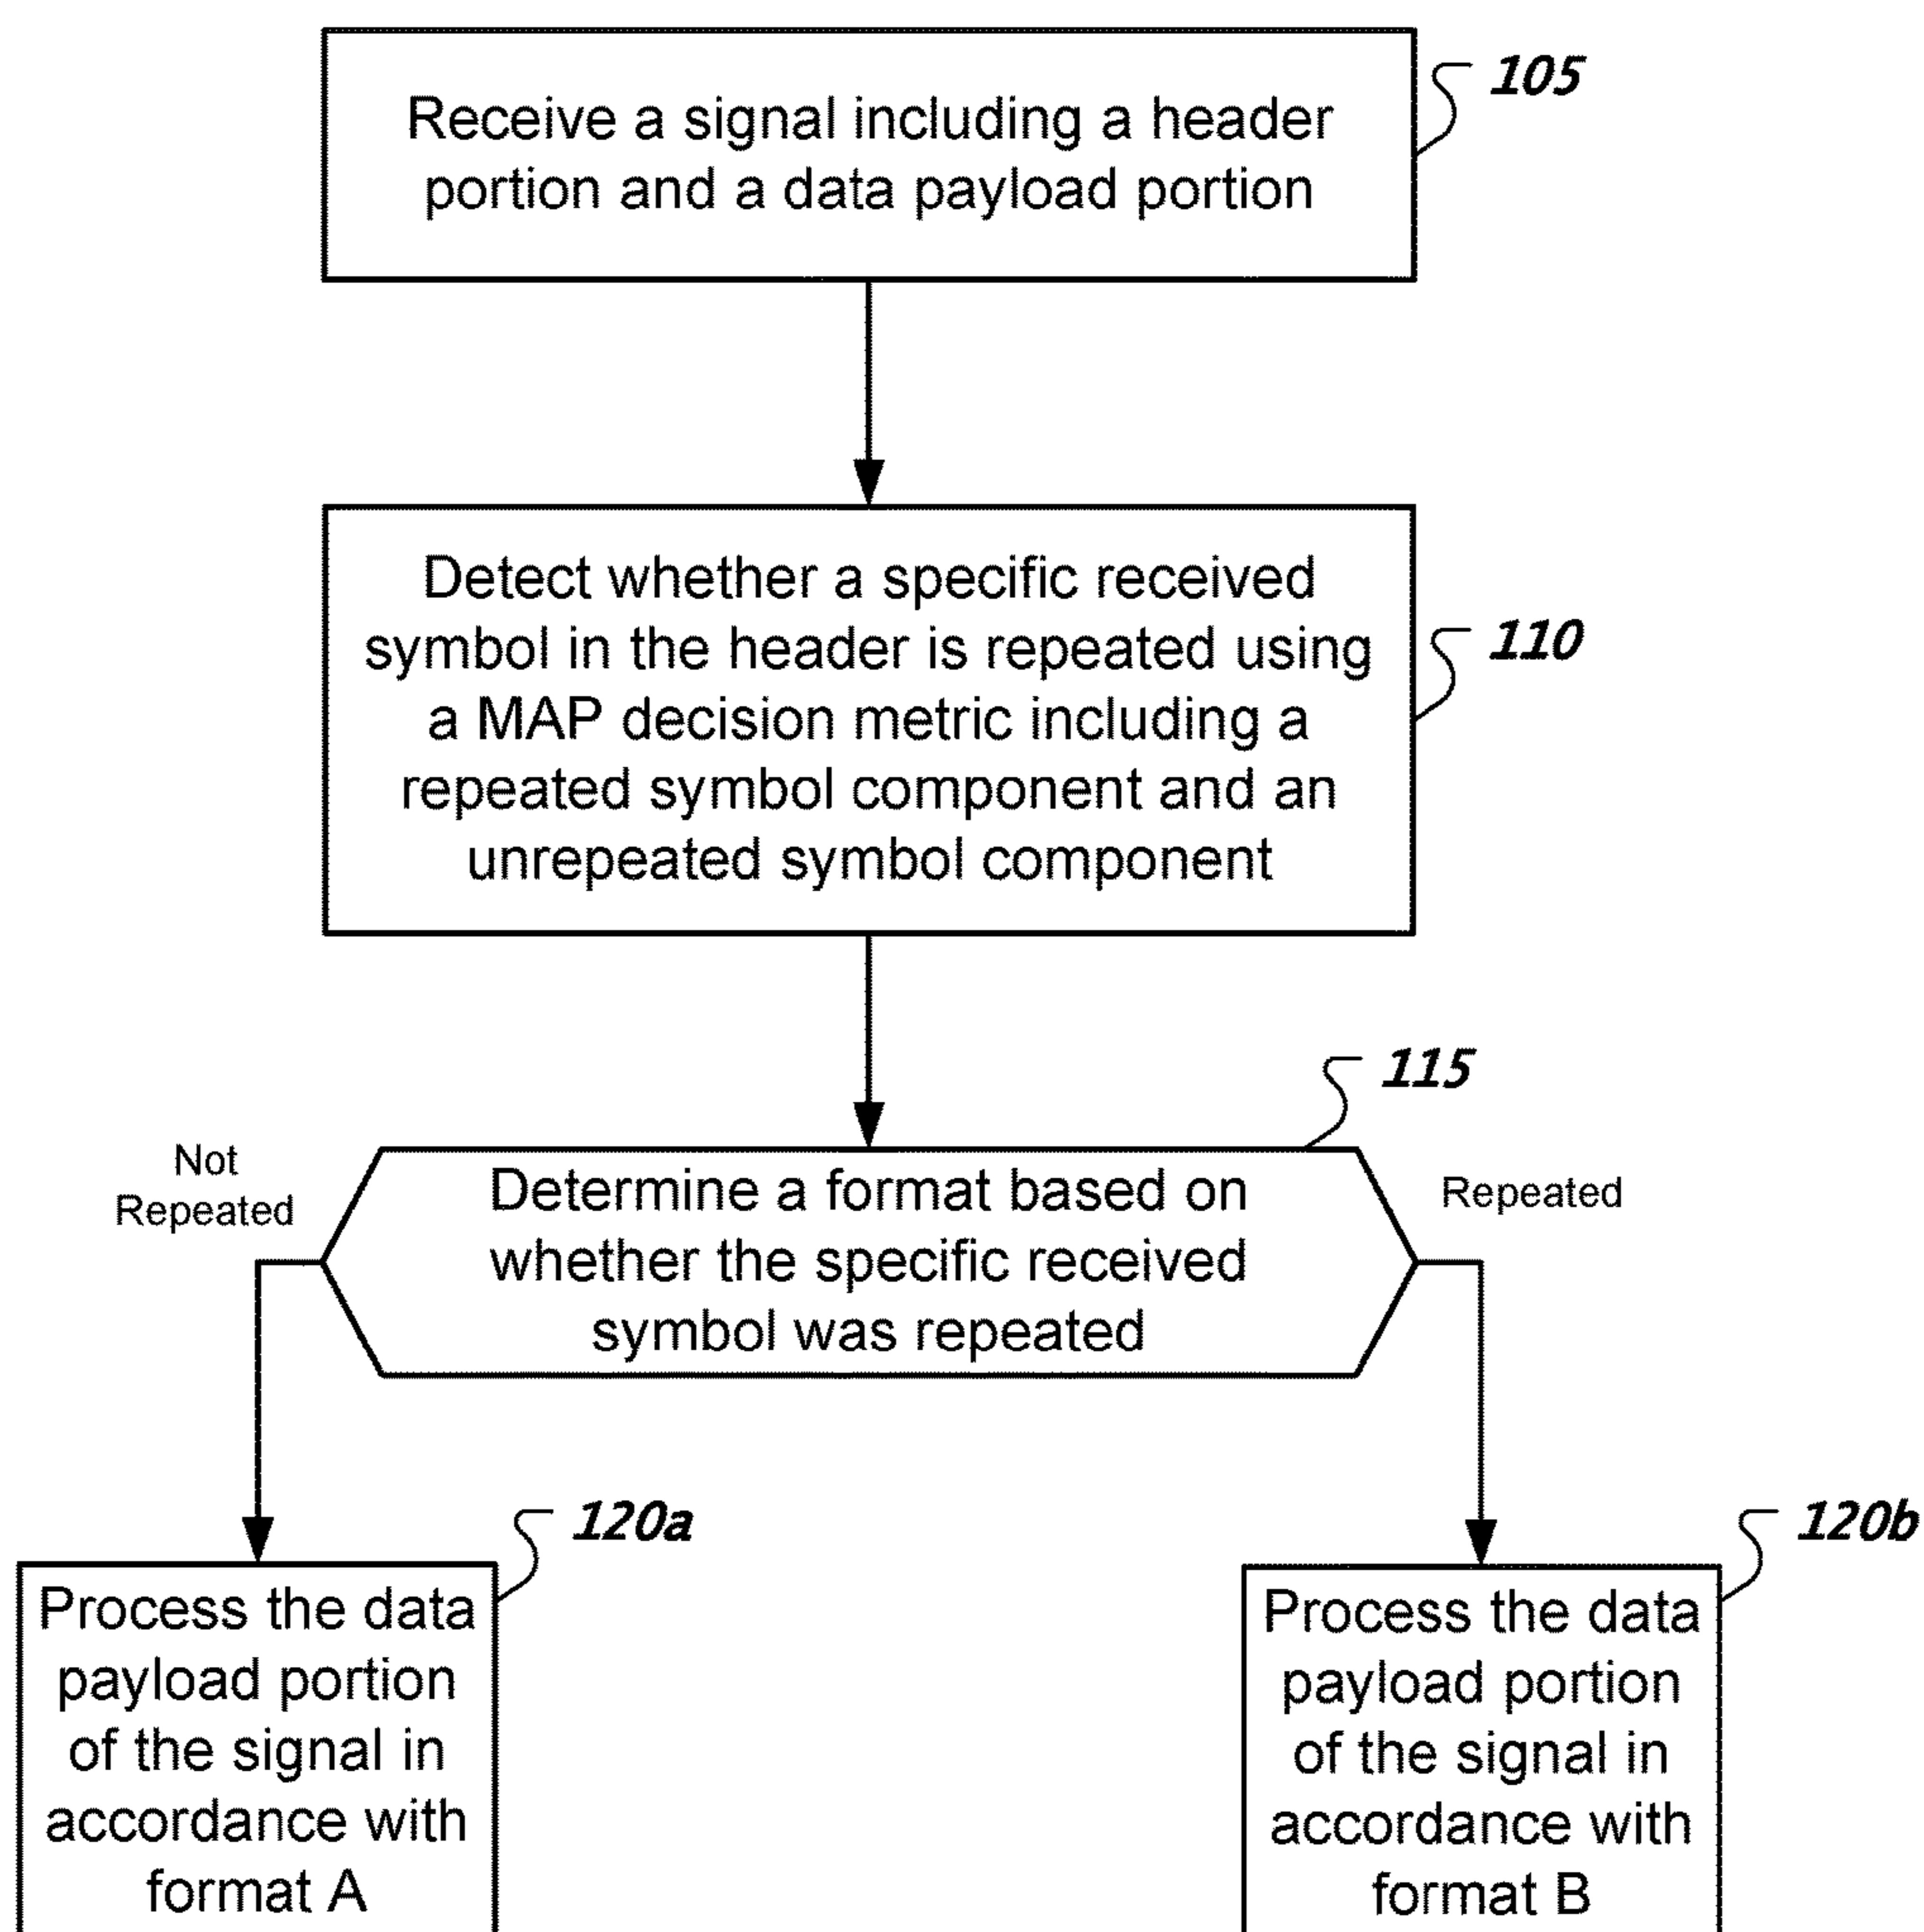 Receive a signal including a header
portion and a data payload portion
105
Detect whether a specific received
symbol in the header is repeated using
a MAP decision metric including a
repeated symbol component and an
unrepeated symbol component
110
115
Not
Repeated
Determine a format based on
whether the specific received
symbol was repeated
Repeated
120a
Process the data
payload portion
of the signal in
accordance with
format A
120b
Process the data
payload portion
of the signal in
accordance with
format B